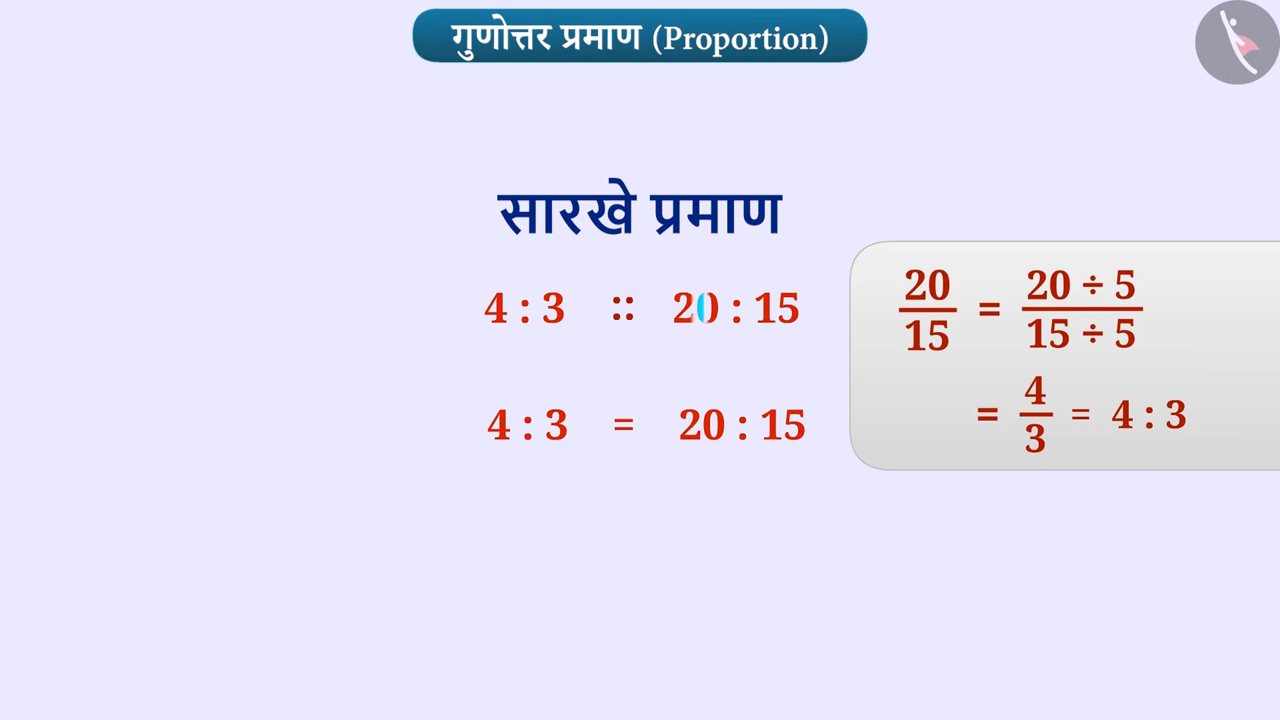 गुणोत्तर प्रमाण (Proportion)
सारखे प्रमाण
4 : 3 :: 20 : 15
4 : 3 = 20 : 15
20/15 = 20 ÷ 5/15 ÷ 5
= 4/3 = 4 : 3